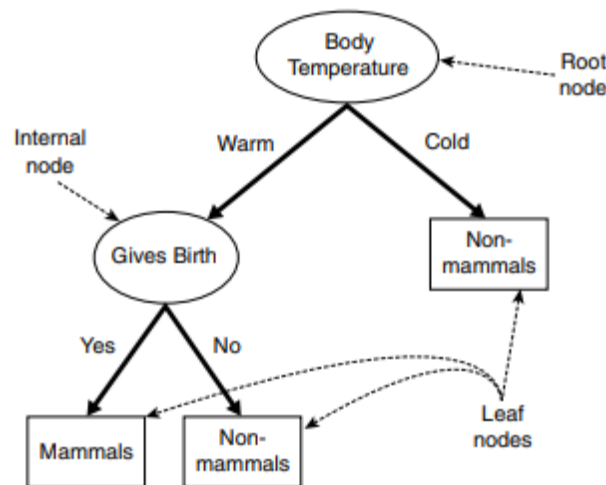 Body
Temperature
Root
node
Internal
node
Warm
Cold
Gives Birth
Non-
mammals
Yes
No
Mammals
Non-
mammals
Leaf
nodes